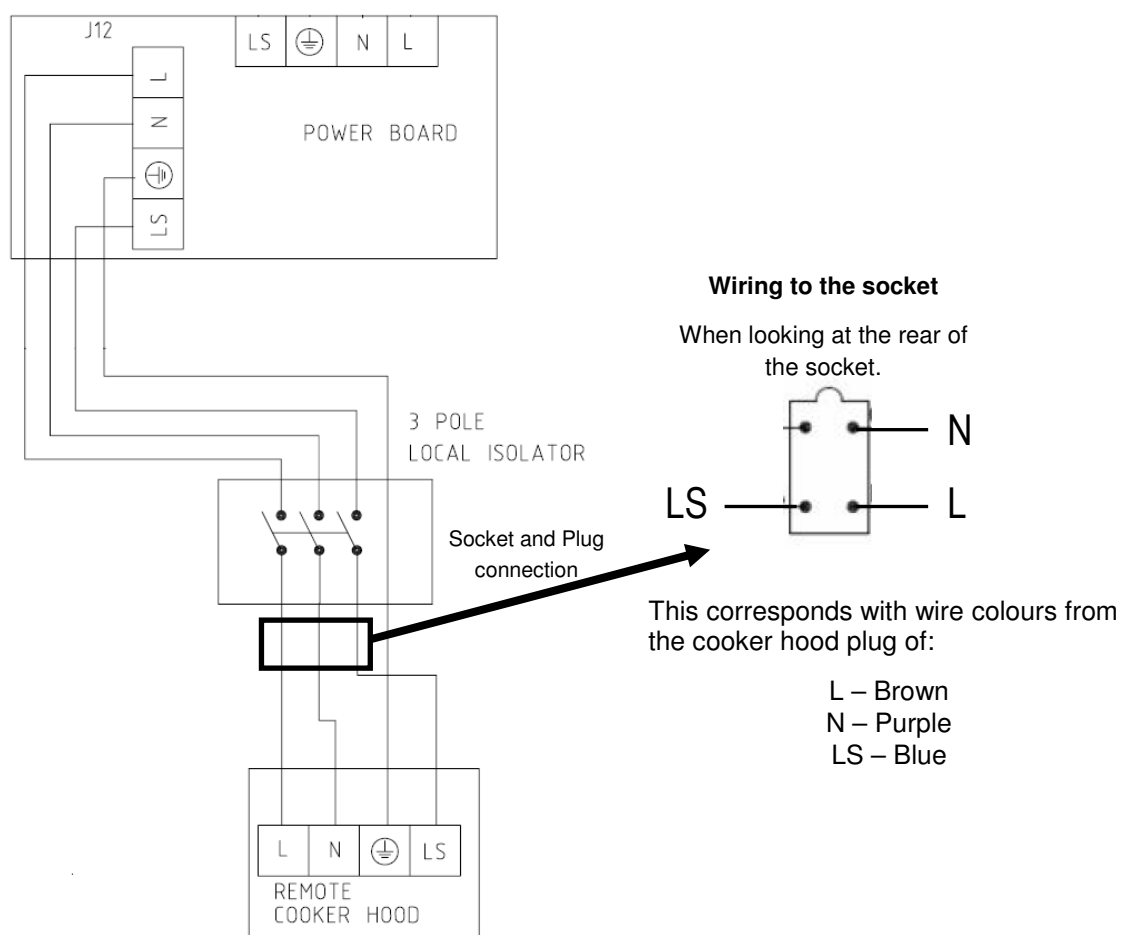 J12
LS
N
L
L
N
LS
POWER BOARD
Wiring to the socket
When looking at the rear of
the socket.
3 POLE
LOCAL ISOLATOR
N
LS
L
Socket and Plug
connection
This corresponds with wire colours from
the cooker hood plug of:
L – Brown
N – Purple
LS – Blue
L
N
LS
REMOTE
COOKER HOOD